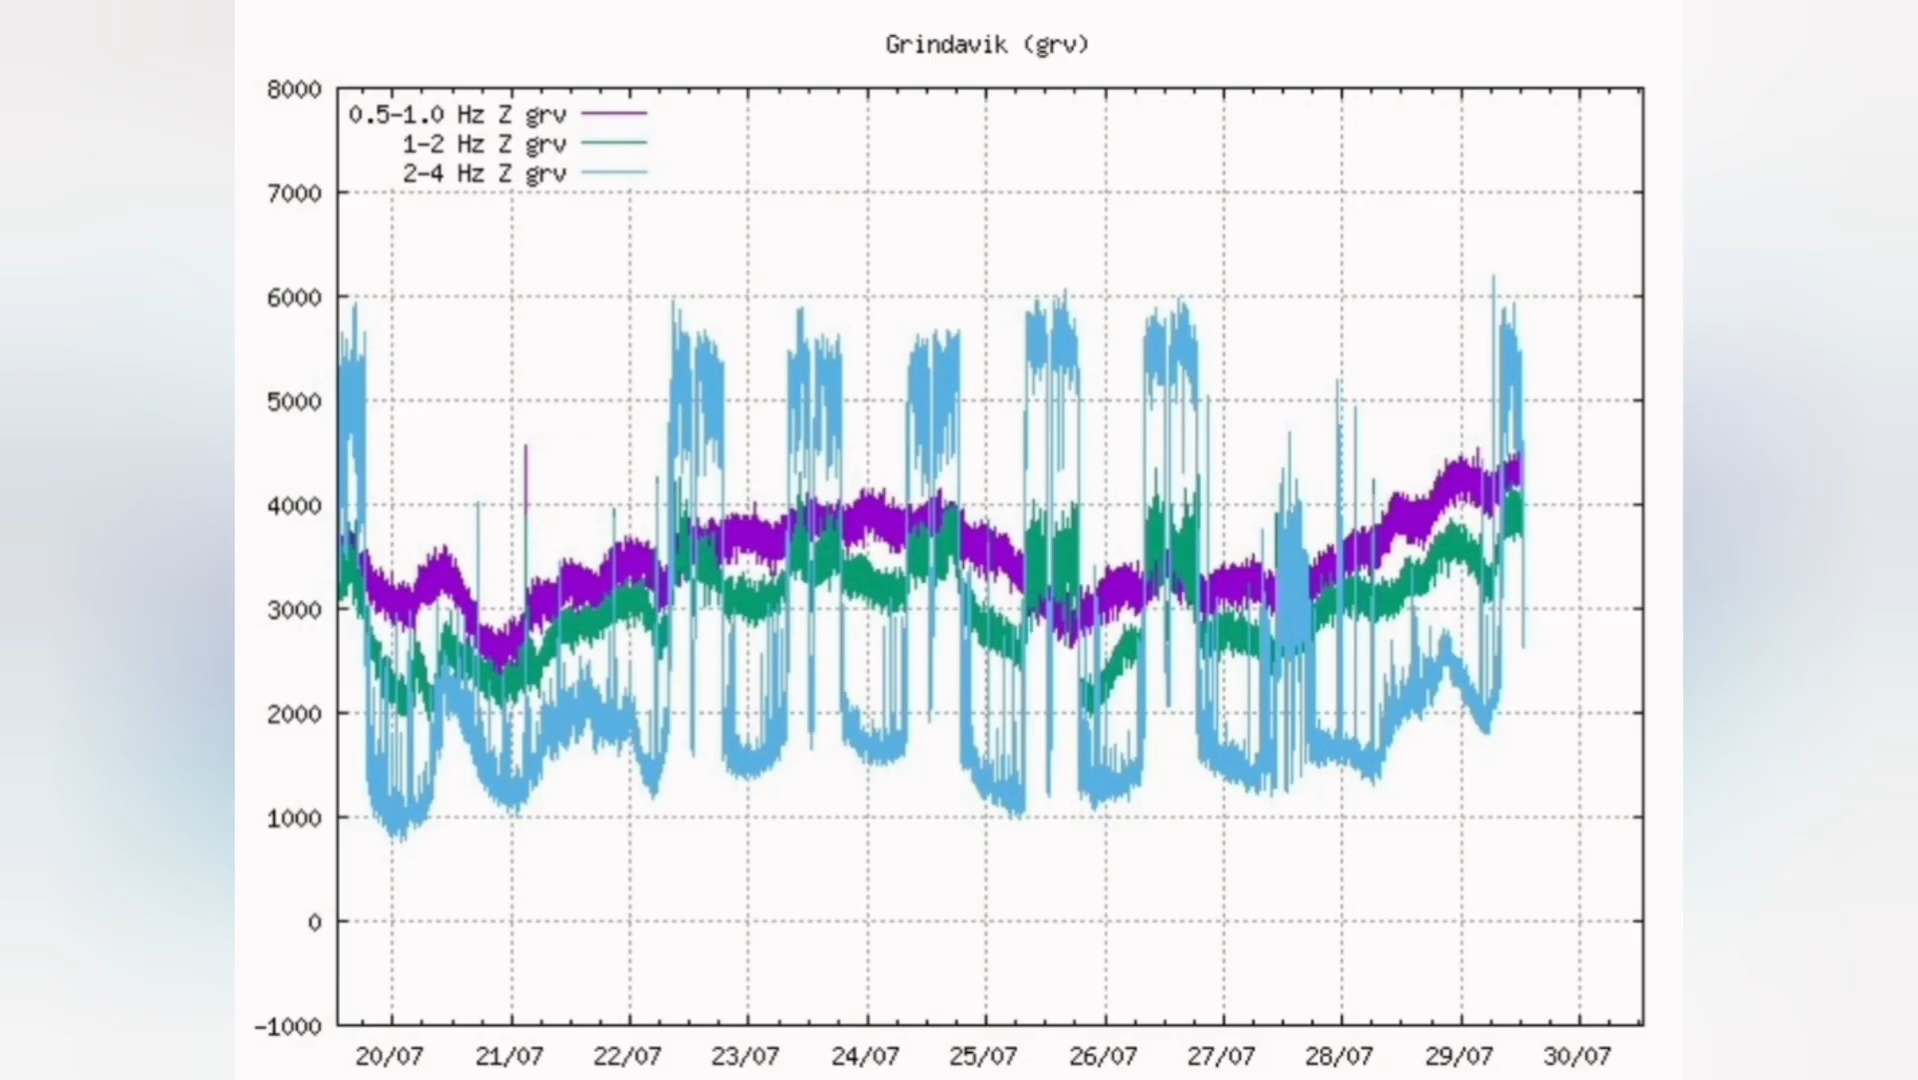 Grindavik (grv)
8000
0.5-1.0 Hz Z grv
1-2 Hz Z grv
2-4 Hz Z grv
7000
6000
5000
4000
3000
2000
1000
0
-1000
20/07 21/07 22/07 23/07 24/07 25/07 26/07 27/07 28/07 29/07 30/07